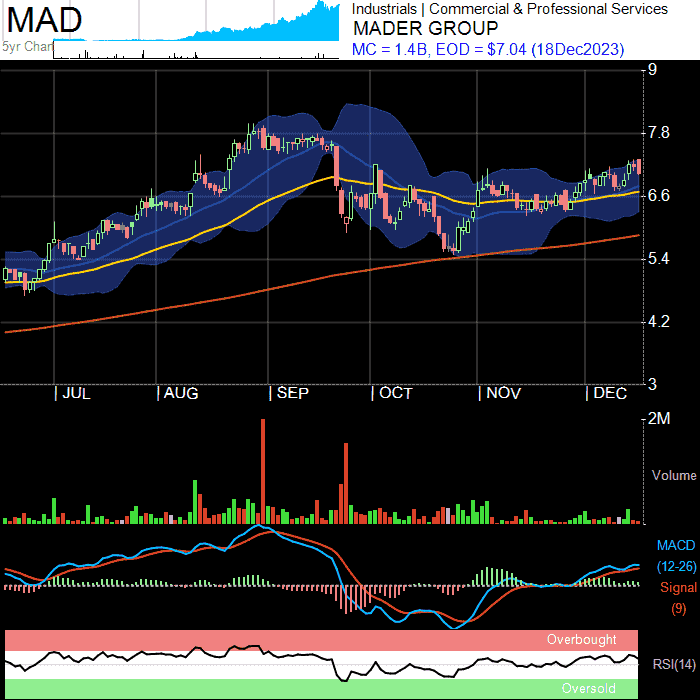 MAD
5yr Chart
Industrials | Commercial & Professional Services
MADER GROUP
MC = 1.4B, EOD = $7.04 (18Dec2023)
9
7.8
6.6
5.4
4.2
3
| JUL | AUG | SEP | OCT | NOV | DEC
2M
Volume
MACD
(12-26)
Signal
(9)
Overbought
RSI(14)
Oversold